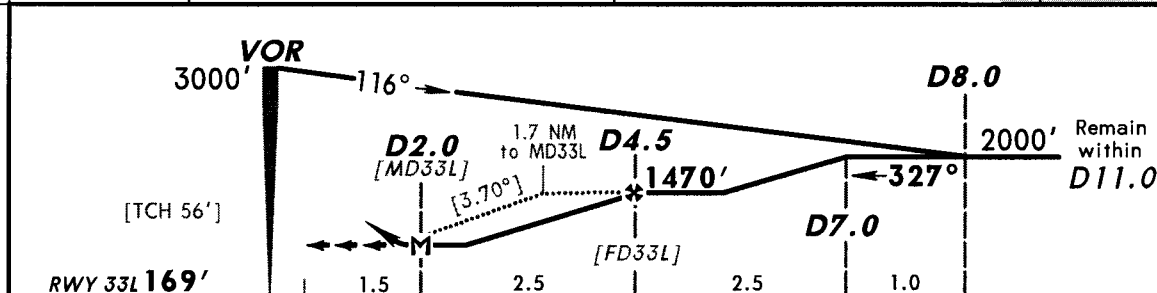 VOR
3000'
116°
D8.0
2000'
Remain
within
D11.0
1.7 NM
to MD33L
D2.0
[MD33L]
D4.5
1470'
327°
[3.70°]
[TCH 56']
M
D7.0
[FD33L]
RWY 33L 169'
1.5
2.5
2.5
1.0